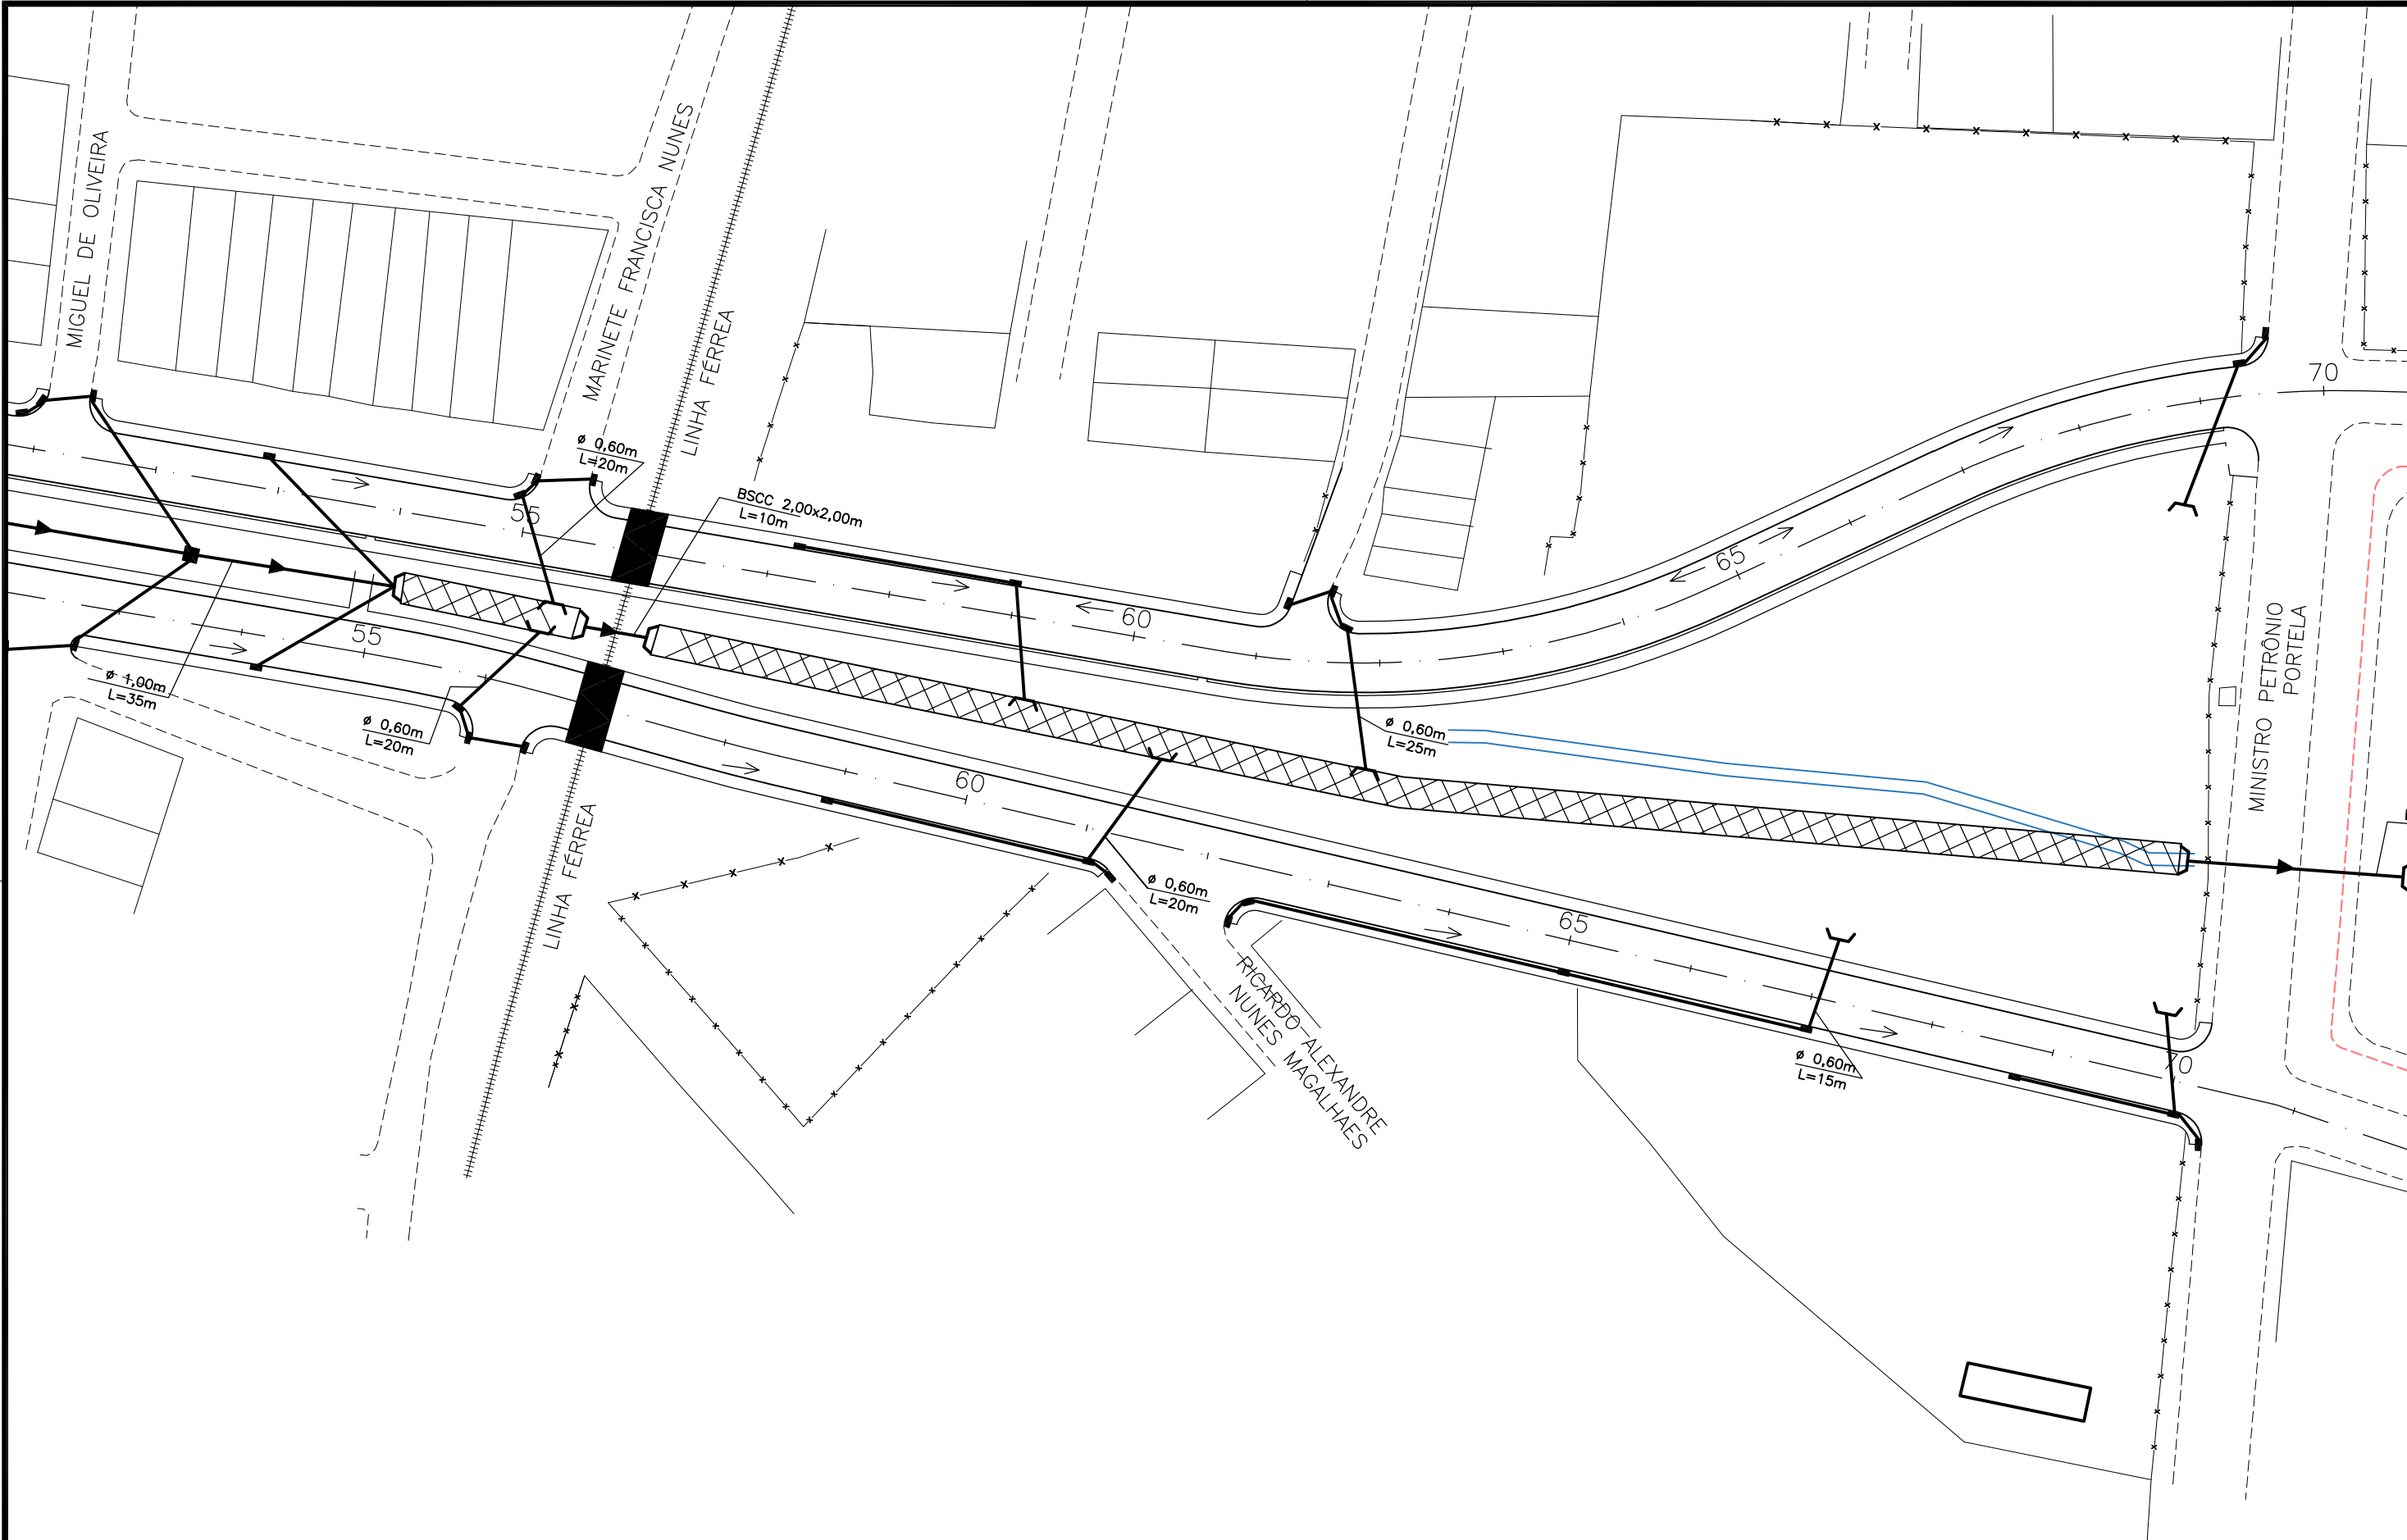 MIGUEL DE OLIVEIRA
MARINETE FRANCISCA NUNES
LINHA FÉRREA
70
ø 0,60m
L=20m
BSCC 2,00x2,00m
L=10m
55
65
60
55
MINISTRO PETRÔNIO
PORTELA
ø 1,00m
L=35m
ø 0,60m
L=20m
ø 0,60m
L=25m
60
LINHA FÉRREA
ø 0,60m
L=20m
65
RICARDO ALEXANDRE
NUNES MAGALHAES
ø 0,60m
L=15m
70